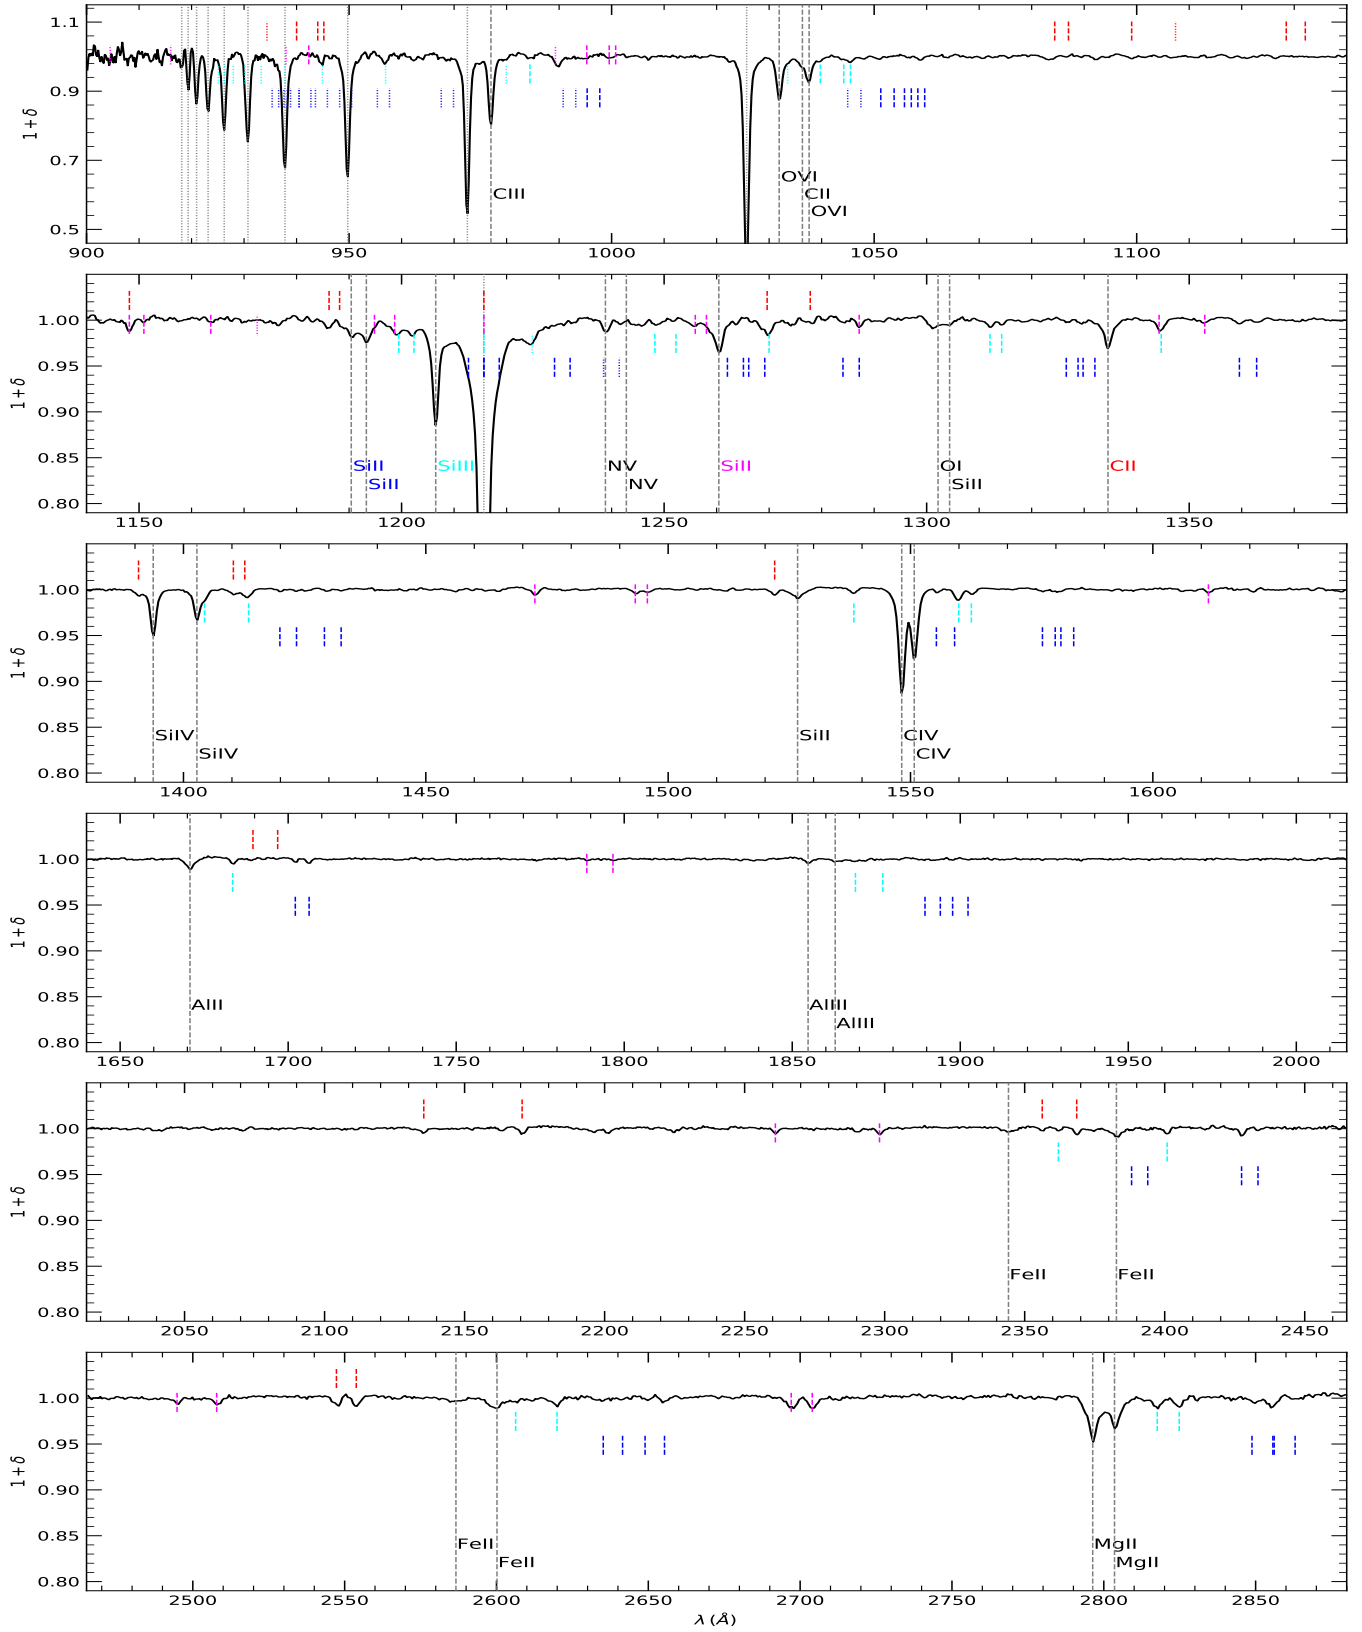 1.1
0.9
0.7
0.5
1+δ
CIII
OVI
CII
OVI
900 950 1000 1050 1100
1.00
0.95
0.90
0.85
0.80
1+δ
SiII
SiII
SiIII
NV
NV
SiII
OI
SiII
CII
1150 1200 1250 1300 1350
1.00
0.95
0.90
0.85
0.80
1+δ
SiIV
SiIV
SiII
CIV
CIV
1400 1450 1500 1550 1600
1.00
0.95
0.90
0.85
0.80
1+δ
AlII
AlIII
AlIII
1650 1700 1750 1800 1850 1900 1950 2000
1.00
0.95
0.90
0.85
0.80
1+δ
FeII
FeII
2050 2100 2150 2200 2250 2300 2350 2400 2450
1.00
0.95
0.90
0.85
0.80
1+δ
FeII
FeII
MgII
MgII
2500 2550 2600 2650 2700 2750 2800 2850
λ (Å)